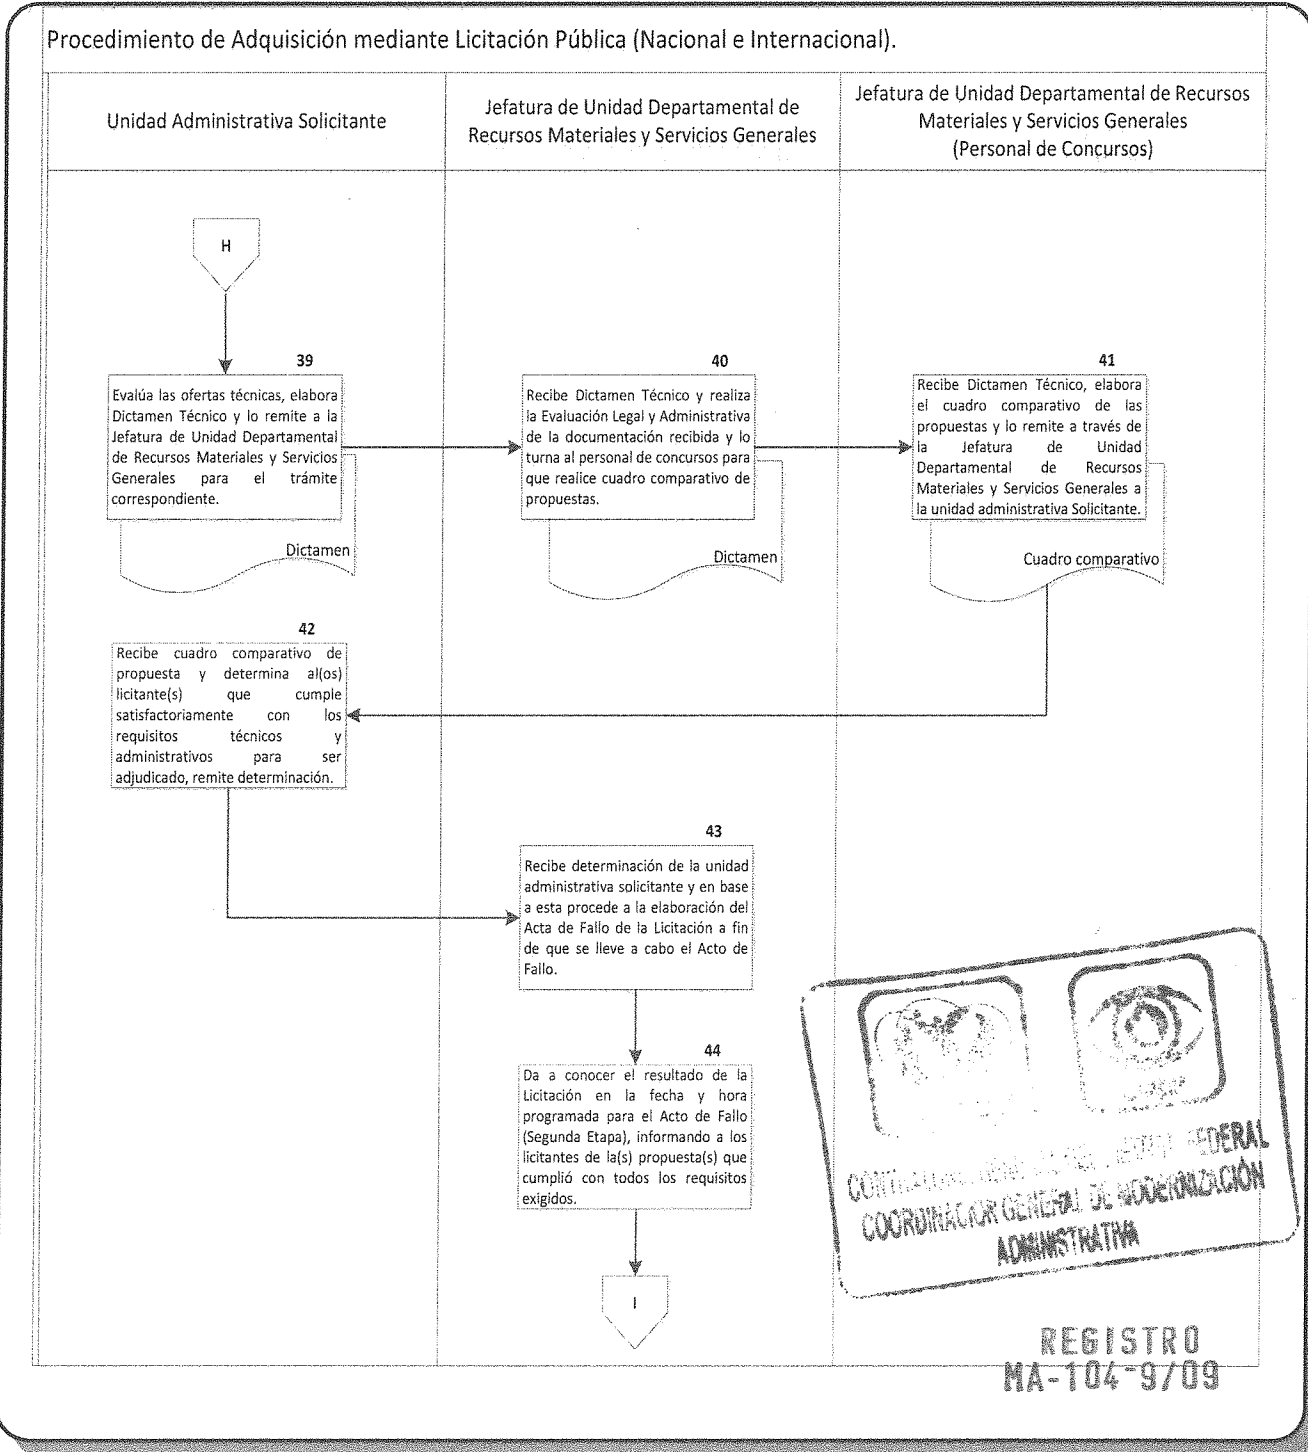 Procedimiento de Adquisición mediante Licitación Pública (Nacional e Internacional).
Unidad Administrativa Solicitante
Jefatura de Unidad Departamental de
Recursos Materiales y Servicios Generales
Jefatura de Unidad Departamental de Recursos
Materiales y Servicios Generales
(Personal de Concursos)
H
39
Evalúa las ofertas técnicas, elabora
Dictamen Técnico y lo remite a la
Jefatura de Unidad Departamental
de Recursos Materiales y Servicios
Generales para el trámite
correspondiente.
Dictamen
40
Recibe Dictamen Técnico y realiza
la Evaluación Legal y Administrativa
de la documentación recibida y lo
turna al personal de concursos para
que realice cuadro comparativo de
propuestas.
Dictamen
41
Recibe Dictamen Técnico, elabora
el cuadro comparativo de las
propuestas y lo remite a través de
la Jefatura de Unidad
Departamental de Recursos
Materiales y Servicios Generales a
la unidad administrativa Solicitante.
Cuadro comparativo
42
Recibe cuadro comparativo de
propuesta y determina al(os)
licitante(s) que cumple
satisfactoriamente con los
requisitos técnicos y
administrativos para ser
adjudicado, remite determinación.
43
Recibe determinación de la unidad
administrativa solicitante y en base
a esta procede a la elaboración del
Acta de Fallo de la Licitación a fin
de que se lleve a cabo el Acto de
Fallo.
44
Da a conocer el resultado de la
Licitación en la fecha y hora
programada para el Acto de Fallo
(Segunda Etapa), informando a los
licitantes de la(s) propuesta(s) que
cumplió con todos los requisitos
exigidos.
I
FEDERAL
GENERAL DE MODERNIZACIÓN
ADMINISTRATIVA
REGISTRO
MA-104-9/09